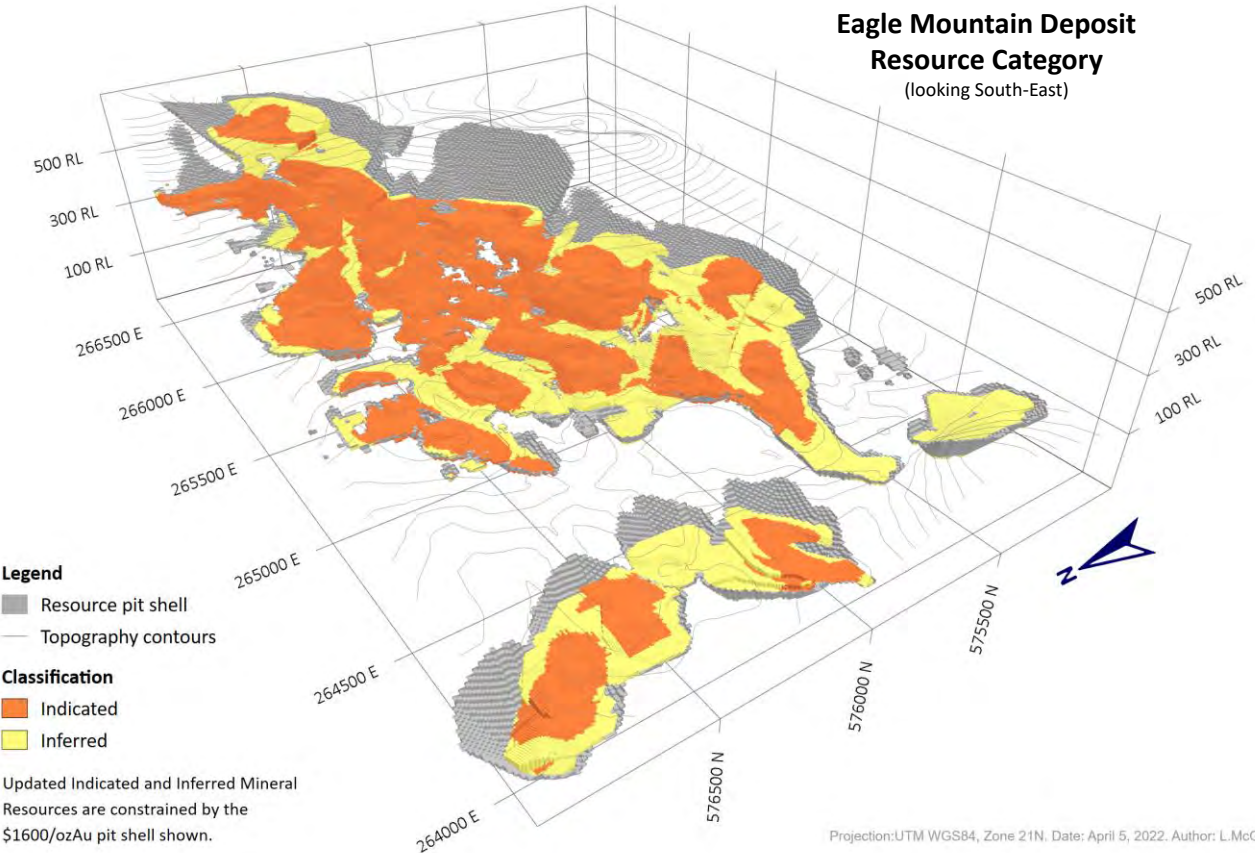 Eagle Mountain Deposit
Resource Category
(looking South-East)
500 RL
300 RL
100 RL
266500 E
266000 E
265500 E
265000 E
264500 E
264000 E
500 RL
300 RL
100 RL
575500 N
576000 N
576500 N
N
Legend
Resource pit shell
Topography contours
Classification
Indicated
Inferred
Updated Indicated and Inferred Mineral
Resources are constrained by the
$1600/ozAu pit shell shown.
Projection:UTM WGS84, Zone 21N. Date: April 5, 2022. Author: L.McC